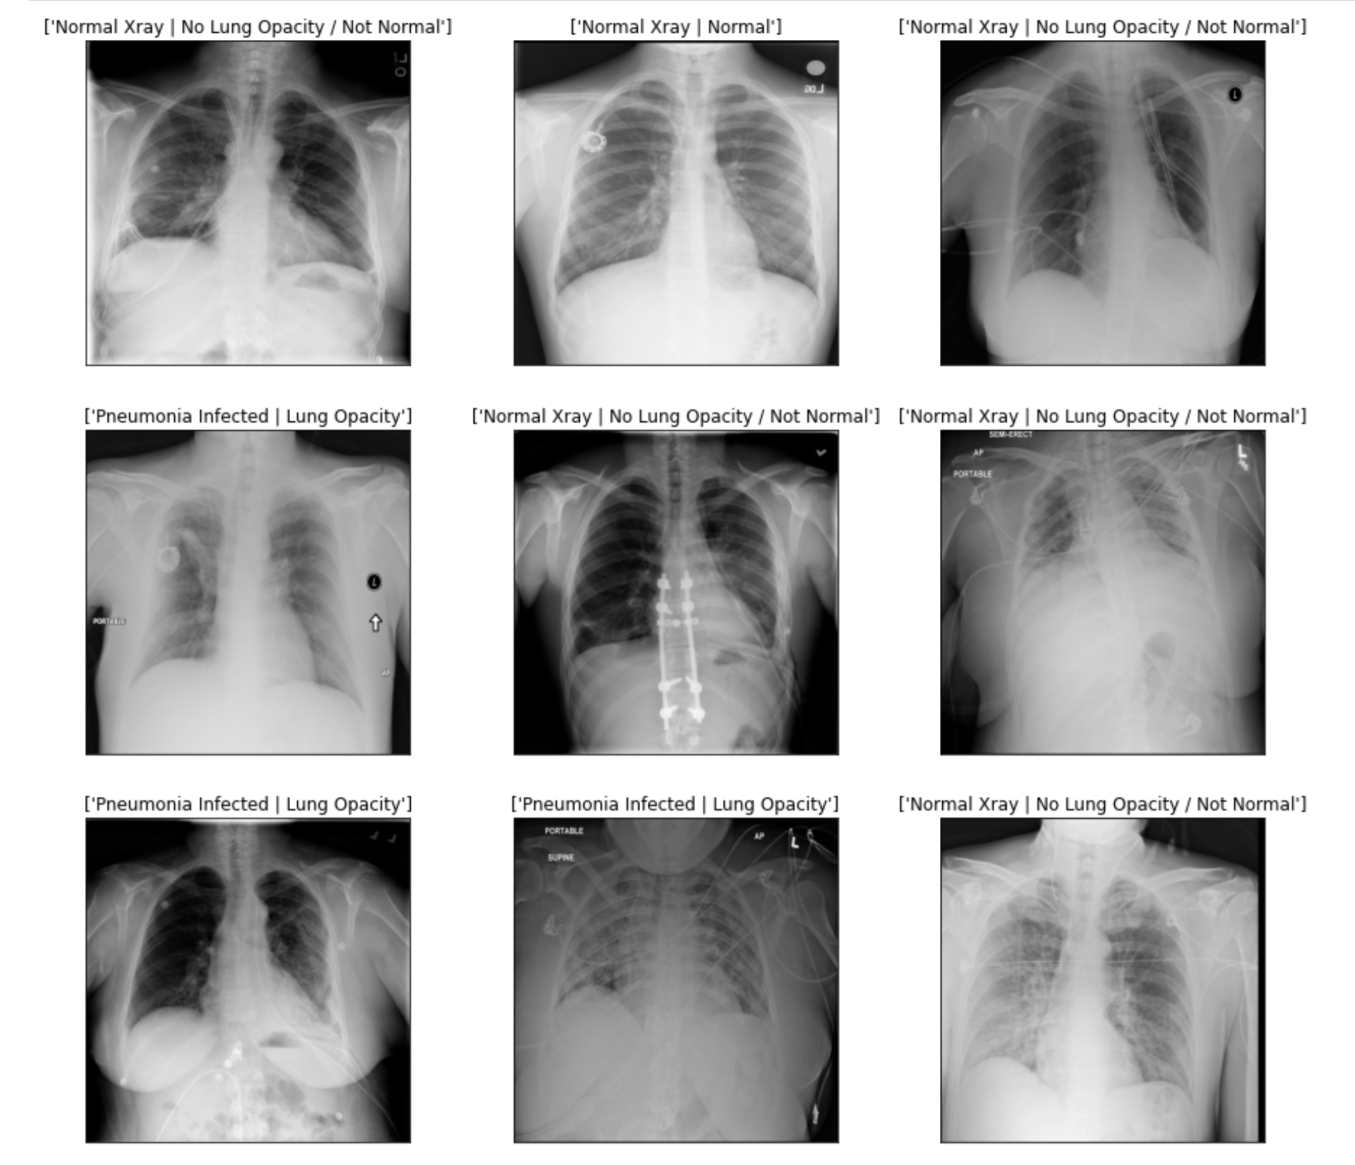 ['Normal Xray | No Lung Opacity / Not Normal']
['Normal Xray | Normal']
['Normal Xray | No Lung Opacity / Not Normal']
L
['Pneumonia Infected | Lung Opacity']
['Normal Xray | No Lung Opacity / Not Normal']
['Normal Xray | No Lung Opacity / Not Normal']
L
PORTABLE
AP
SEMI-ERECT
AP
PORTABLE
L
['Pneumonia Infected | Lung Opacity']
['Pneumonia Infected | Lung Opacity']
['Normal Xray | No Lung Opacity / Not Normal']
PORTABLE
SUPINE
AP
L